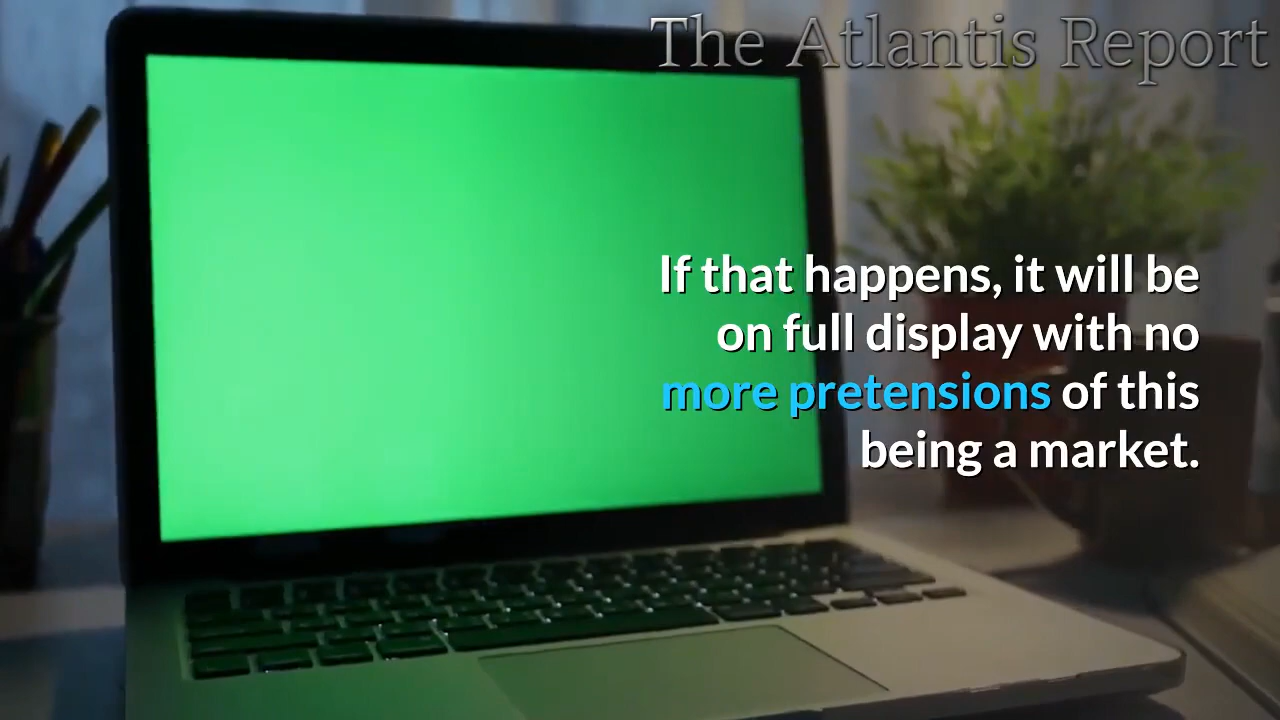 The Atlantis Report
If that happens, it will be
on full display with no
more pretensions of this
being a market.